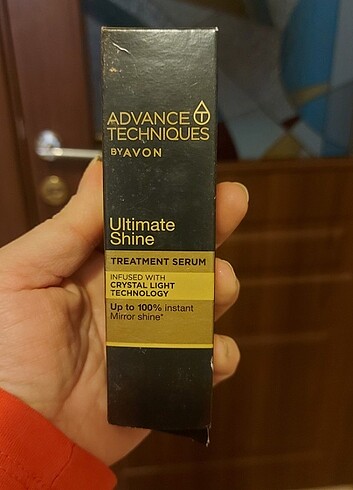 ADVANCE
TECHNIQUES
BY AVON
Ultimate
Shine
TREATMENT SERUM
INFUSED WITH
CRYSTAL LIGHT
TECHNOLOGY
Up to 100% instant
Mirror shine*